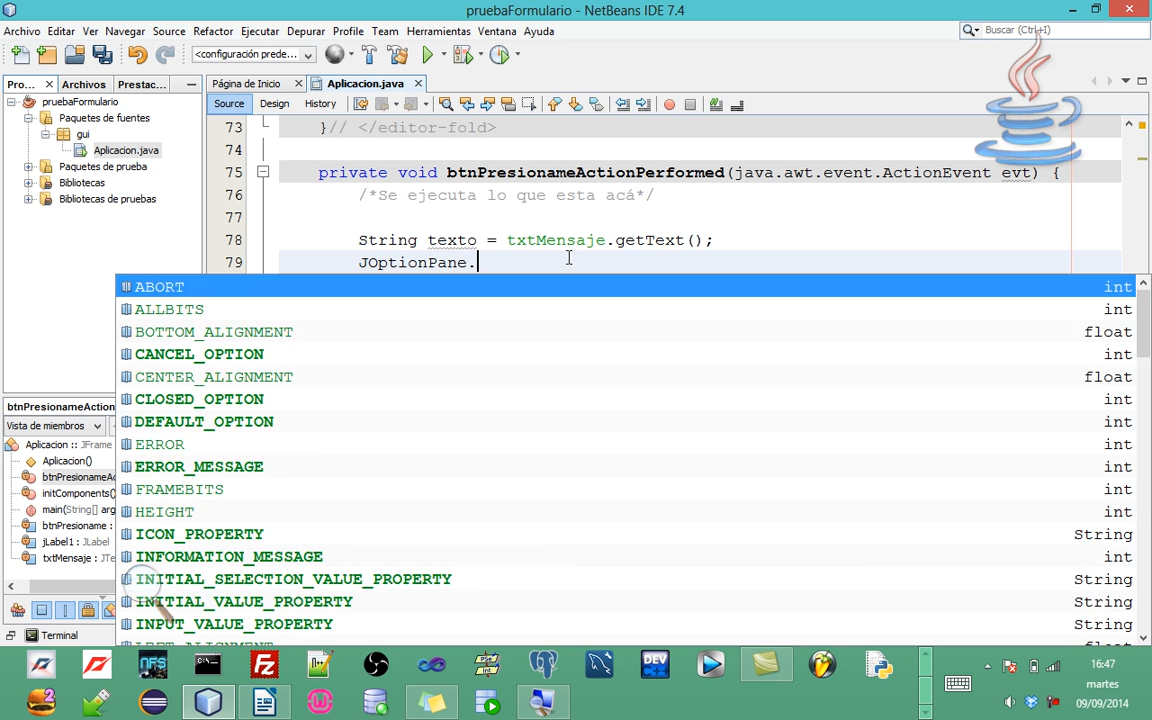 pruebaFormulario - NetBeans IDE 7.4
Archivo Editar Ver Navegar Source Refactor Ejecutar Depurar Profile Team Herramientas Ventana Ayuda
Buscar (Ctrl+I)
<configuración prede...
Pro... Archivos Prestac...
Página de Inicio Aplicacion.java
Source Design History
pruebaFormulario
Paquetes de fuentes
gui
Aplicacion.java
Paquetes de prueba
Bibliotecas
Bibliotecas de pruebas
73 }// </editor-fold>
74
75 private void btnPresionameActionPerformed(java.awt.event.ActionEvent evt) {
76 /*Se ejecuta lo que esta acá*/
77
78 String texto = txtMensaje.getText();
79 JOptionPane.
ABORT int
ALLBITS int
BOTTOM_ALIGNMENT float
CANCEL_OPTION int
CENTER_ALIGNMENT float
CLOSED_OPTION int
DEFAULT_OPTION int
ERROR int
ERROR_MESSAGE int
FRAMEBITS int
HEIGHT int
ICON_PROPERTY String
INFORMATION_MESSAGE int
INITIAL_SELECTION_VALUE_PROPERTY String
INITIAL_VALUE_PROPERTY String
INPUT_VALUE_PROPERTY String
LEFT_ALIGNMENT float
btnPresionameAction
Vista de miembros
Aplicacion :: JFrame
Aplicacion()
btnPresionameAc
initComponents()
main(String[] arg
btnPresioname :
jLabel1 : JLabel
txtMensaje : JTe
Terminal
NFS
DEV
C++
2
16:47
martes
09/09/2014